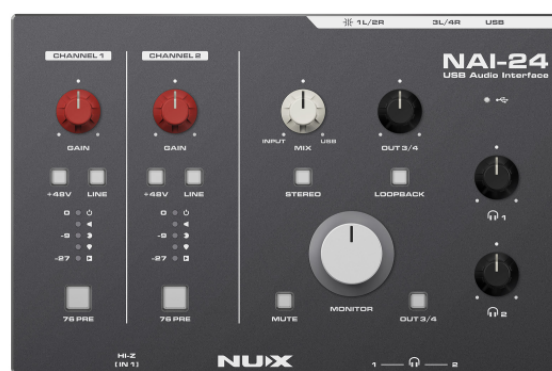 1L/2R 3L/4R USB
CHANNEL 1 CHANNEL 2
NAI-24
USB Audio Interface
GAIN GAIN INPUT MIX USB OUT 3/4
+48V LINE +48V LINE STEREO LOOPBACK
1
0 0
-9 -9
-27 -27
2
MONITOR
76 PRE 76 PRE MUTE OUT 3/4
HI-Z
(IN 1)
NUX
1 2